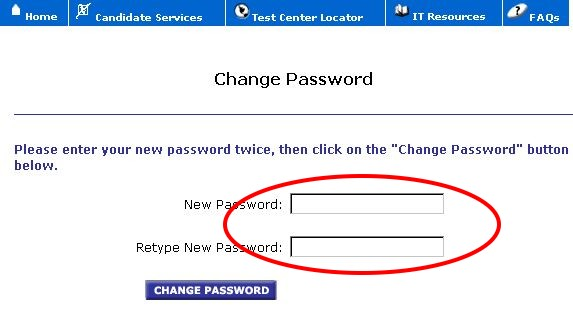 Home Candidate Services Test Center Locator IT Resources FAQs
Change Password
Please enter your new password twice, then click on the "Change Password" button
below.
New Password:
Retype New Password:
CHANGE PASSWORD